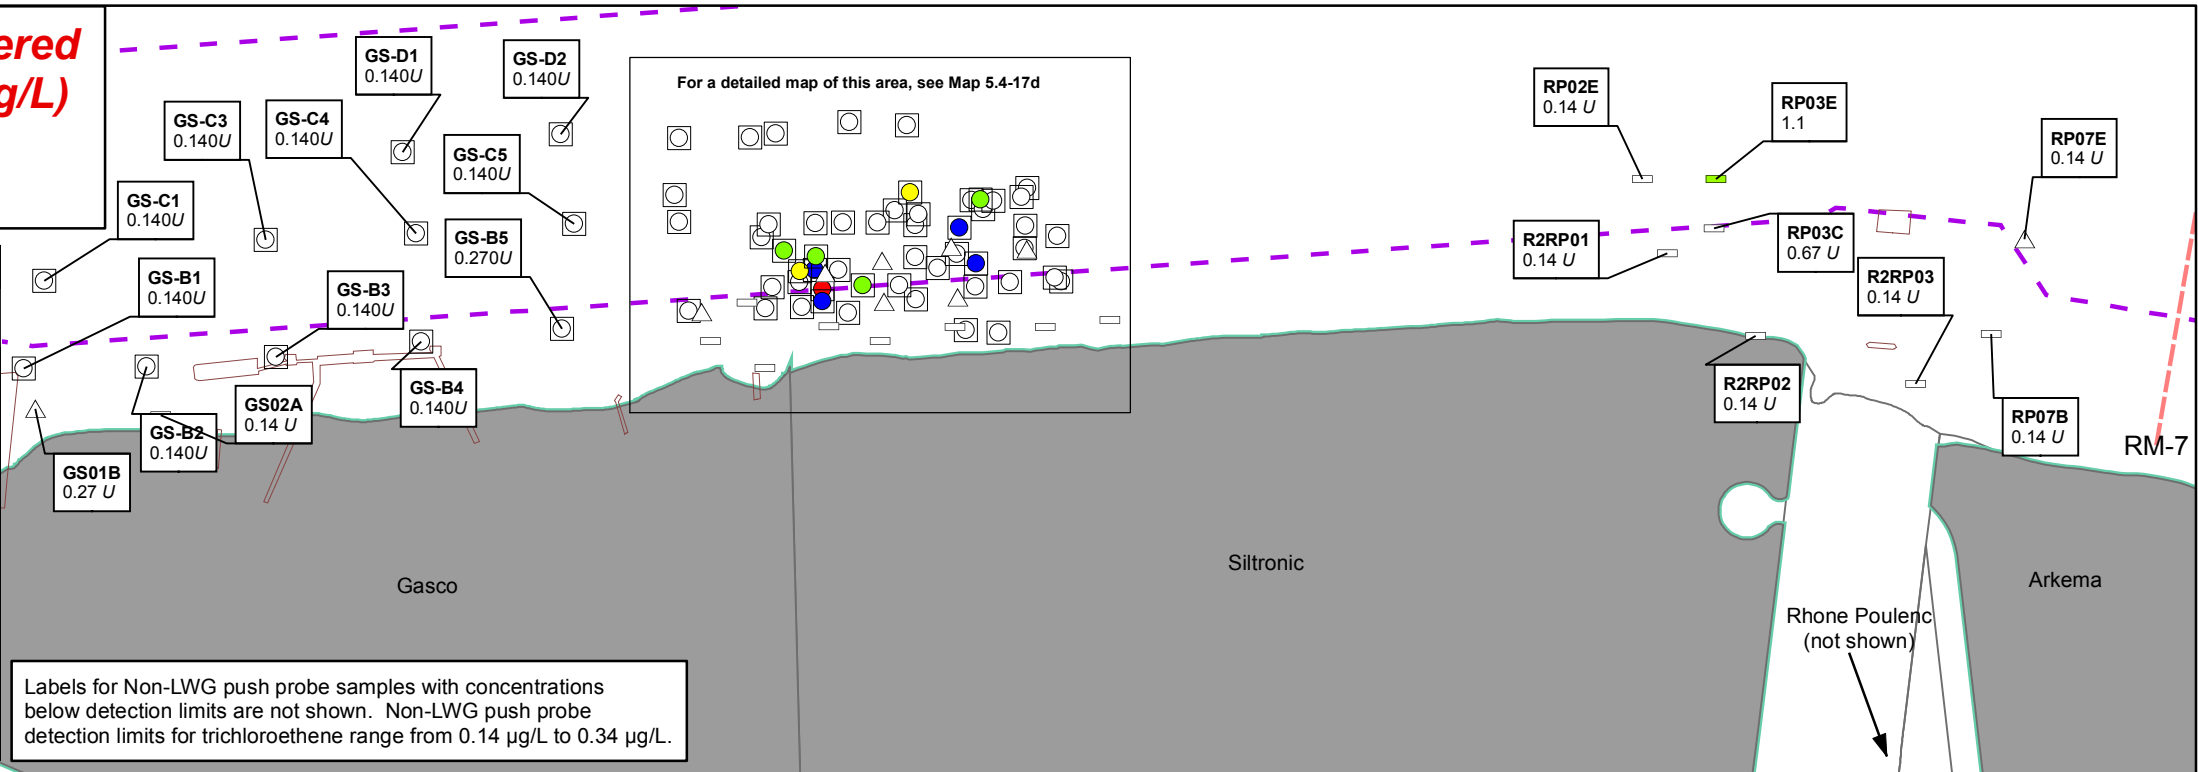 ered
g/L)
GS-D1
0.140U
GS-D2
0.140U
For a detailed map of this area, see Map 5.4-17d
RP02E
0.14 U
RP03E
1.1
GS-C3
0.140U
GS-C4
0.140U
GS-C5
0.140U
RP07E
0.14 U
GS-C1
0.140U
GS-B5
0.270U
R2RP01
0.14 U
RP03C
0.67 U
GS-B1
0.140U
GS-B3
0.140U
R2RP03
0.14 U
GS-B4
0.140U
R2RP02
0.14 U
GS02A
0.14 U
GS-B2
0.140U
RP07B
0.14 U
RM-7
GS01B
0.27 U
Gasco
Siltronic
Arkema
Rhone Poulenc
(not shown)
Labels for Non-LWG push probe samples with concentrations
below detection limits are not shown. Non-LWG push probe
detection limits for trichloroethene range from 0.14 µg/L to 0.34 µg/L.